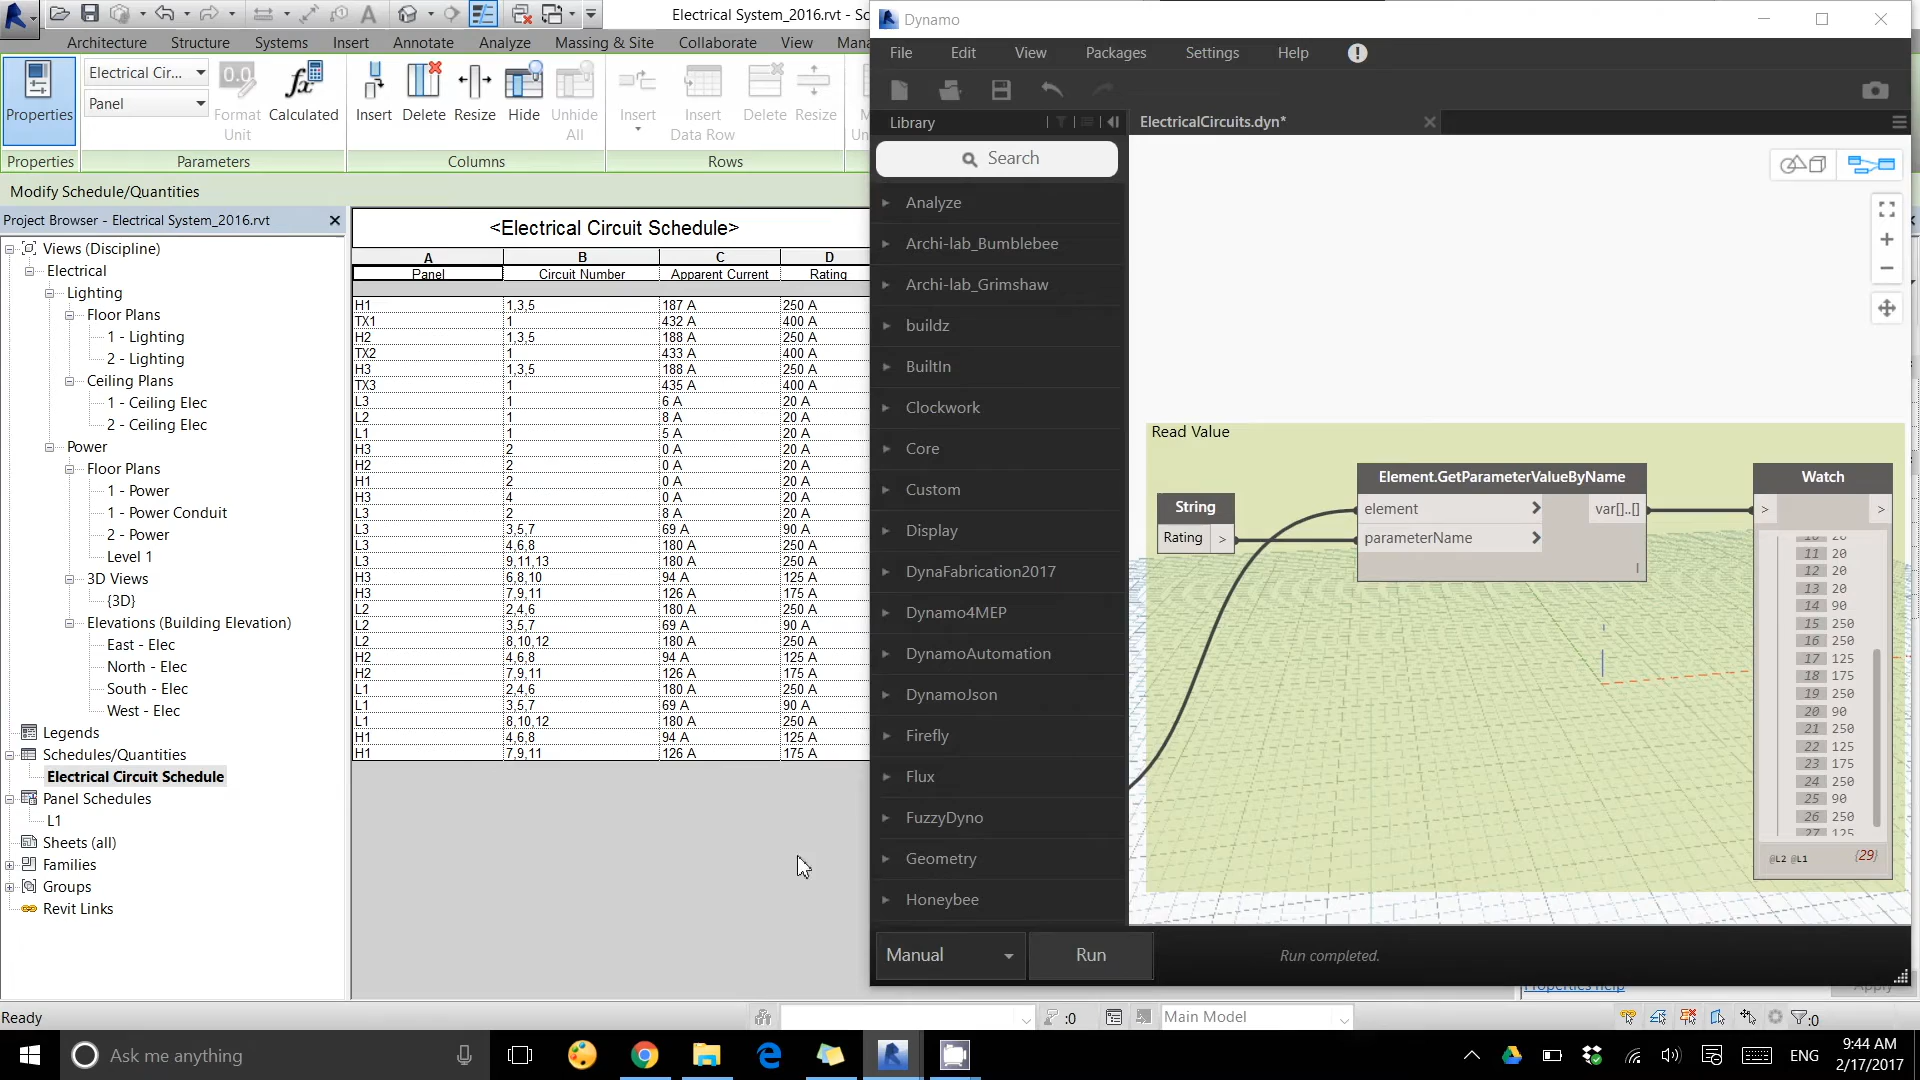 Electrical System_2016.rvt - Sc
Architecture Structure Systems Insert Annotate Analyze Massing & Site Collaborate View Man
Properties
Electrical Cir...
Panel
0.0
Format
Unit
Calculated
Insert Delete Resize Hide Unhide
All
Insert Insert
Data Row
Delete Resize
Properties Parameters Columns Rows
Modify Schedule/Quantities
Project Browser - Electrical System_2016.rvt
Views (Discipline)
Electrical
Lighting
Floor Plans
1 - Lighting
2 - Lighting
Ceiling Plans
1 - Ceiling Elec
2 - Ceiling Elec
Power
Floor Plans
1 - Power
1 - Power Conduit
2 - Power
Level 1
3D Views
{3D}
Elevations (Building Elevation)
East - Elec
North - Elec
South - Elec
West - Elec
Legends
Schedules/Quantities
Electrical Circuit Schedule
Panel Schedules
L1
Sheets (all)
Families
Groups
Revit Links
<Electrical Circuit Schedule>
A B C D
Panel Circuit Number Apparent Current Rating
H1 1,3,5 187 A 250 A
TX1 1 432 A 400 A
H2 1,3,5 188 A 250 A
TX2 1 433 A 400 A
H3 1,3,5 188 A 250 A
TX3 1 435 A 400 A
L3 1 6 A 20 A
L2 1 8 A 20 A
L1 1 5 A 20 A
H3 2 0 A 20 A
H2 2 0 A 20 A
H1 2 0 A 20 A
H3 4 0 A 20 A
L3 2 8 A 20 A
L3 3,5,7 69 A 90 A
L3 4,6,8 180 A 250 A
L3 9,11,13 180 A 250 A
H3 6,8,10 94 A 125 A
H3 7,9,11 126 A 175 A
L2 2,4,6 180 A 250 A
L2 3,5,7 69 A 90 A
L2 8,10,12 180 A 250 A
H2 4,6,8 94 A 125 A
H2 7,9,11 126 A 175 A
L1 2,4,6 180 A 250 A
L1 3,5,7 69 A 90 A
L1 8,10,12 180 A 250 A
H1 4,6,8 94 A 125 A
H1 7,9,11 126 A 175 A
Dynamo
File Edit View Packages Settings Help
Library
ElectricalCircuits.dyn*
Search
Analyze
Archi-lab_Bumblebee
Archi-lab_Grimshaw
buildz
BuiltIn
Clockwork
Core
Custom
Display
DynaFabrication2017
Dynamo4MEP
DynamoAutomation
DynamoJson
Firefly
Flux
FuzzyDyno
Geometry
Honeybee
Read Value
String
Rating >
Element.GetParameterValueByName
element var[]..[]
parameterName
Watch
> >
11 20
12 20
13 20
14 90
15 250
16 250
17 125
18 175
19 250
20 90
21 250
22 125
23 175
24 250
25 90
26 250
27 125
@L2 @L1 {29}
Manual Run Run completed.
Properties help Apply
Ready :0 Main Model :0
Ask me anything
ENG
9:44 AM
2/17/2017